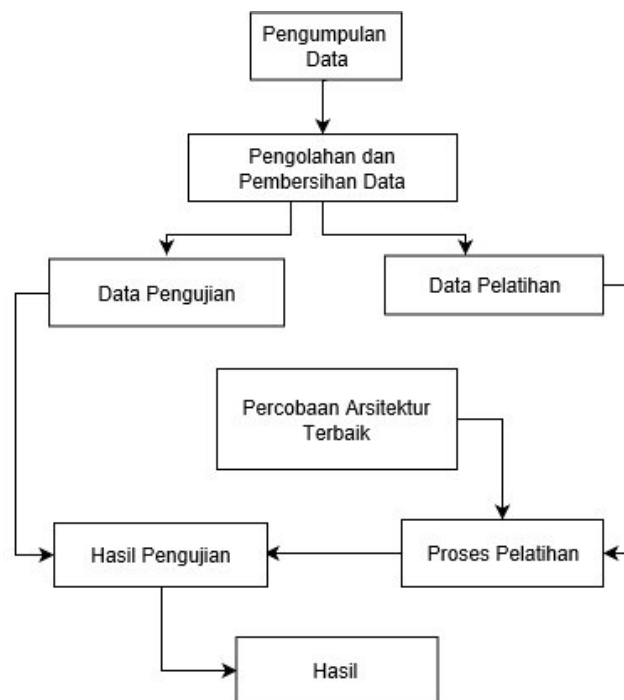 Pengumpulan
Data
Pengolahan dan
Pembersihan Data
Data Pengujian
Data Pelatihan
Percobaan Arsitektur
Terbaik
Hasil Pengujian
Proses Pelatihan
Hasil